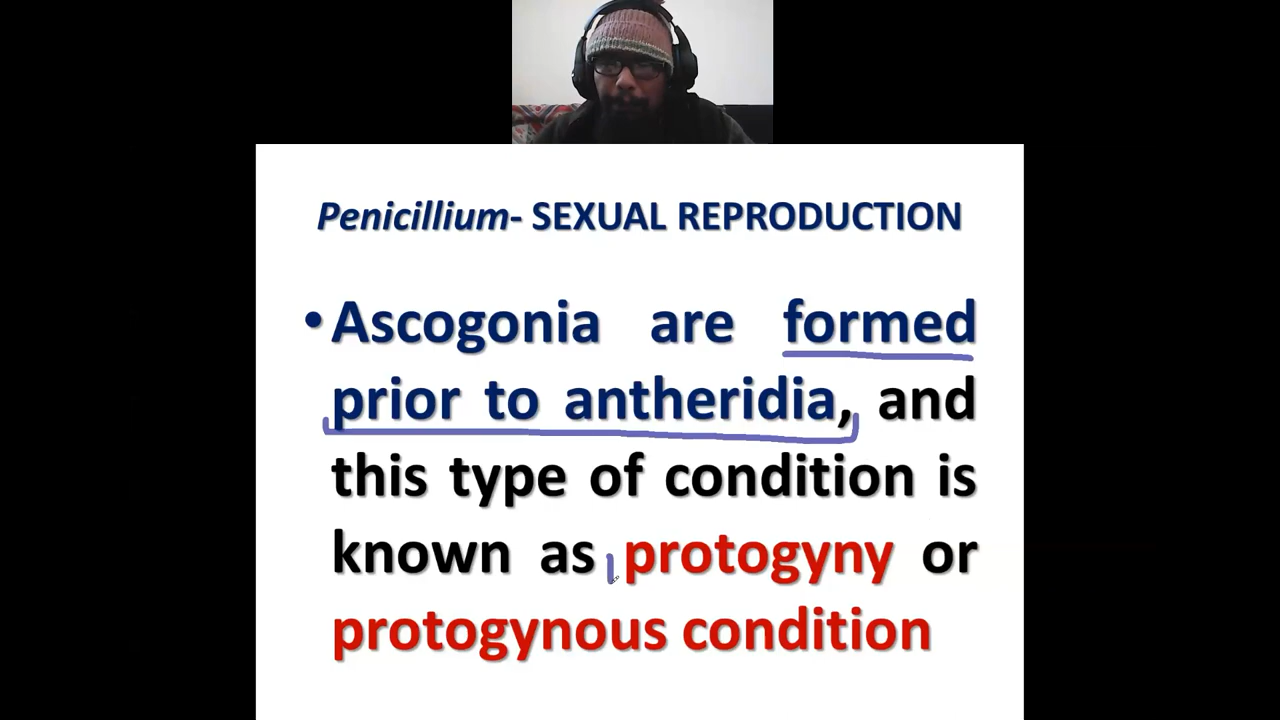 Penicillium- SEXUAL REPRODUCTION
•Ascogonia are formed
prior to antheridia, and
this type of condition is
known as protogyny or
protogynous condition